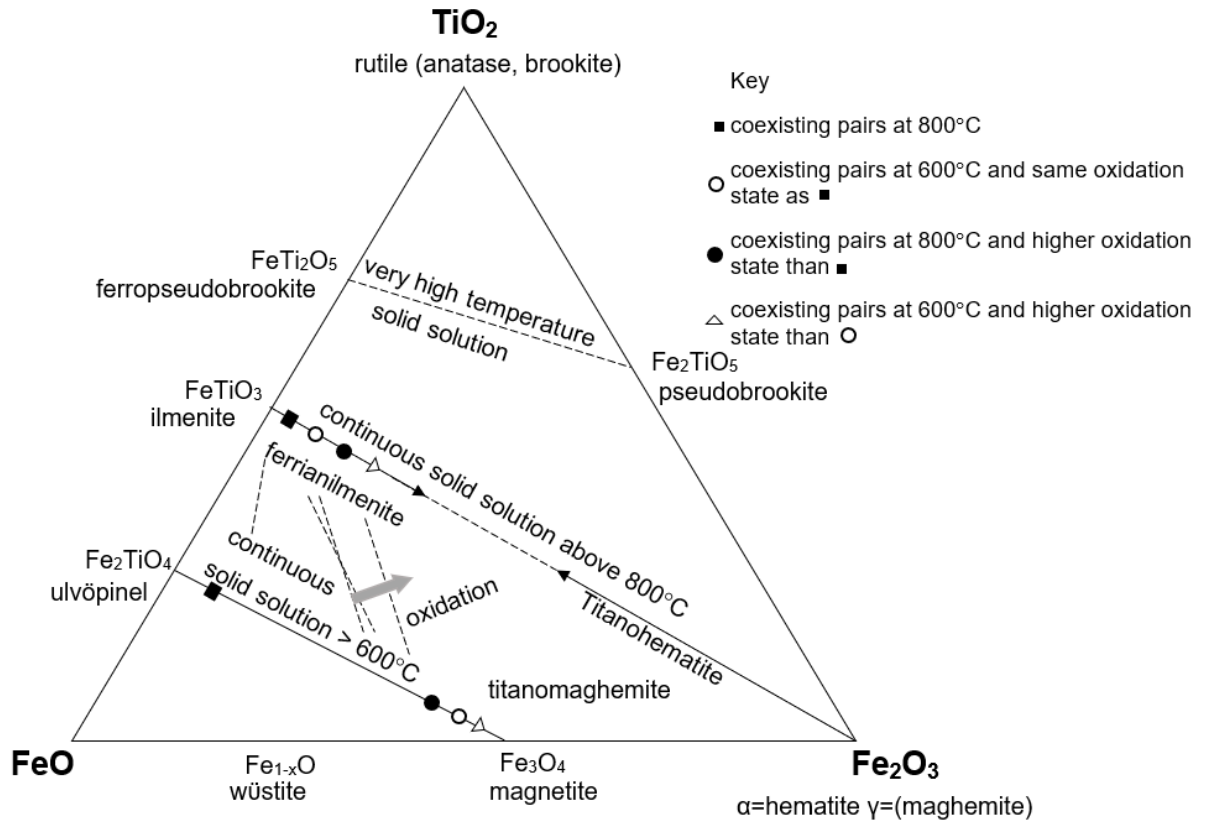 TiO₂
rutile (anatase, brookite)
Key
coexisting pairs at 800°C
coexisting pairs at 600°C and same oxidation
state as
coexisting pairs at 800°C and higher oxidation
state than
coexisting pairs at 600°C and higher oxidation
state than
FeTi₂O₅
ferropseudobrookite
very high temperature
solid solution
Fe₂TiO₅
pseudobrookite
FeTiO₃
ilmenite
continuous solid solution above 800°C
ferrianilmenite
Fe₂TiO₄
ulvöpinel
continuous
solid solution > 600°C
oxidation
Titanohematite
titanomaghemite
FeO
Fe₁₋ₓO
wüstite
Fe₃O₄
magnetite
Fe₂O₃
α=hematite γ=(maghemite)